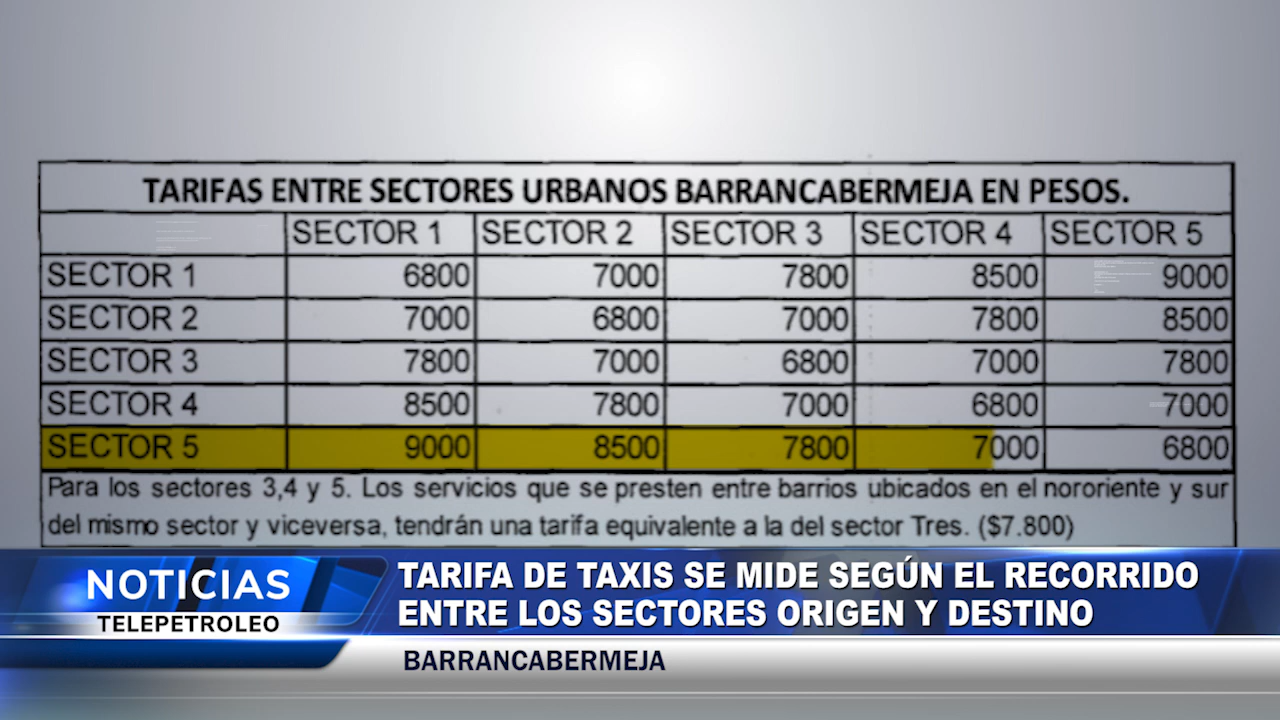 TARIFAS ENTRE SECTORES URBANOS BARRANCABERMEJA EN PESOS.
SECTOR 1 SECTOR 2 SECTOR 3 SECTOR 4 SECTOR 5
SECTOR 1 6800 7000 7800 8500 9000
SECTOR 2 7000 6800 7000 7800 8500
SECTOR 3 7800 7000 6800 7000 7800
SECTOR 4 8500 7800 7000 6800 7000
SECTOR 5 9000 8500 7800 7000 6800
Para los sectores 3,4 y 5. Los servicios que se presten entre barrios ubicados en el nororiente y sur
del mismo sector y viceversa, tendrán una tarifa equivalente a la del sector Tres. ($7.800)
NOTICIAS
TELEPETROLEO
TARIFA DE TAXIS SE MIDE SEGÚN EL RECORRIDO
ENTRE LOS SECTORES ORIGEN Y DESTINO
BARRANCABERMEJA